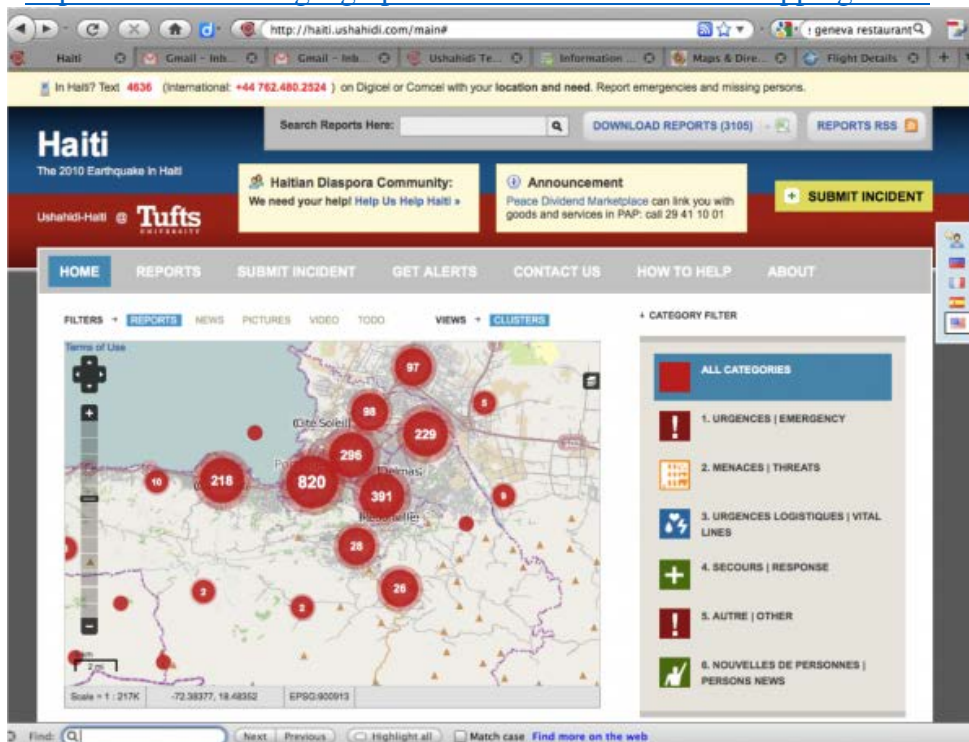 http://haiti.ushahidi.com/main#
geneva restaurant
Haiti
Gmail - Inb...
Gmail - Inb...
Ushahidi Te...
Information ...
Maps & Dire...
Flight Details
In Haiti? Text 4636 (International: +44 762.480.2524 ) on Digicel or Comcel with your location and need. Report emergencies and missing persons.
Search Reports Here:
DOWNLOAD REPORTS (3105)
REPORTS RSS
Haiti
The 2010 Earthquake in Haiti
Haitian Diaspora Community:
We need your help! Help Us Help Haiti »
Announcement
Peace Dividend Marketplace can link you with
goods and services in PAP: call 29 41 10 01
+ SUBMIT INCIDENT
Ushahidi-Haiti @ Tufts
UNIVERSITY
HOME REPORTS SUBMIT INCIDENT GET ALERTS CONTACT US HOW TO HELP ABOUT
FILTERS → REPORTS NEWS PICTURES VIDEO TODO VIEWS → CLUSTERS
+ CATEGORY FILTER
Terms of Use
97
5
98
(Cite Soleil)
229
296
Delmas
10
218
820
391
9
28
26
2
2
2 mi
Scale = 1 : 217K -72.38377, 18.48352 EPSG:900913
ALL CATEGORIES
1. URGENCES | EMERGENCY
2. MENACES | THREATS
3. URGENCES LOGISTIQUES | VITAL
LINES
4. SECOURS | RESPONSE
5. AUTRE | OTHER
6. NOUVELLES DE PERSONNES |
PERSONS NEWS
Find: Next Previous Highlight all Match case Find more on the web